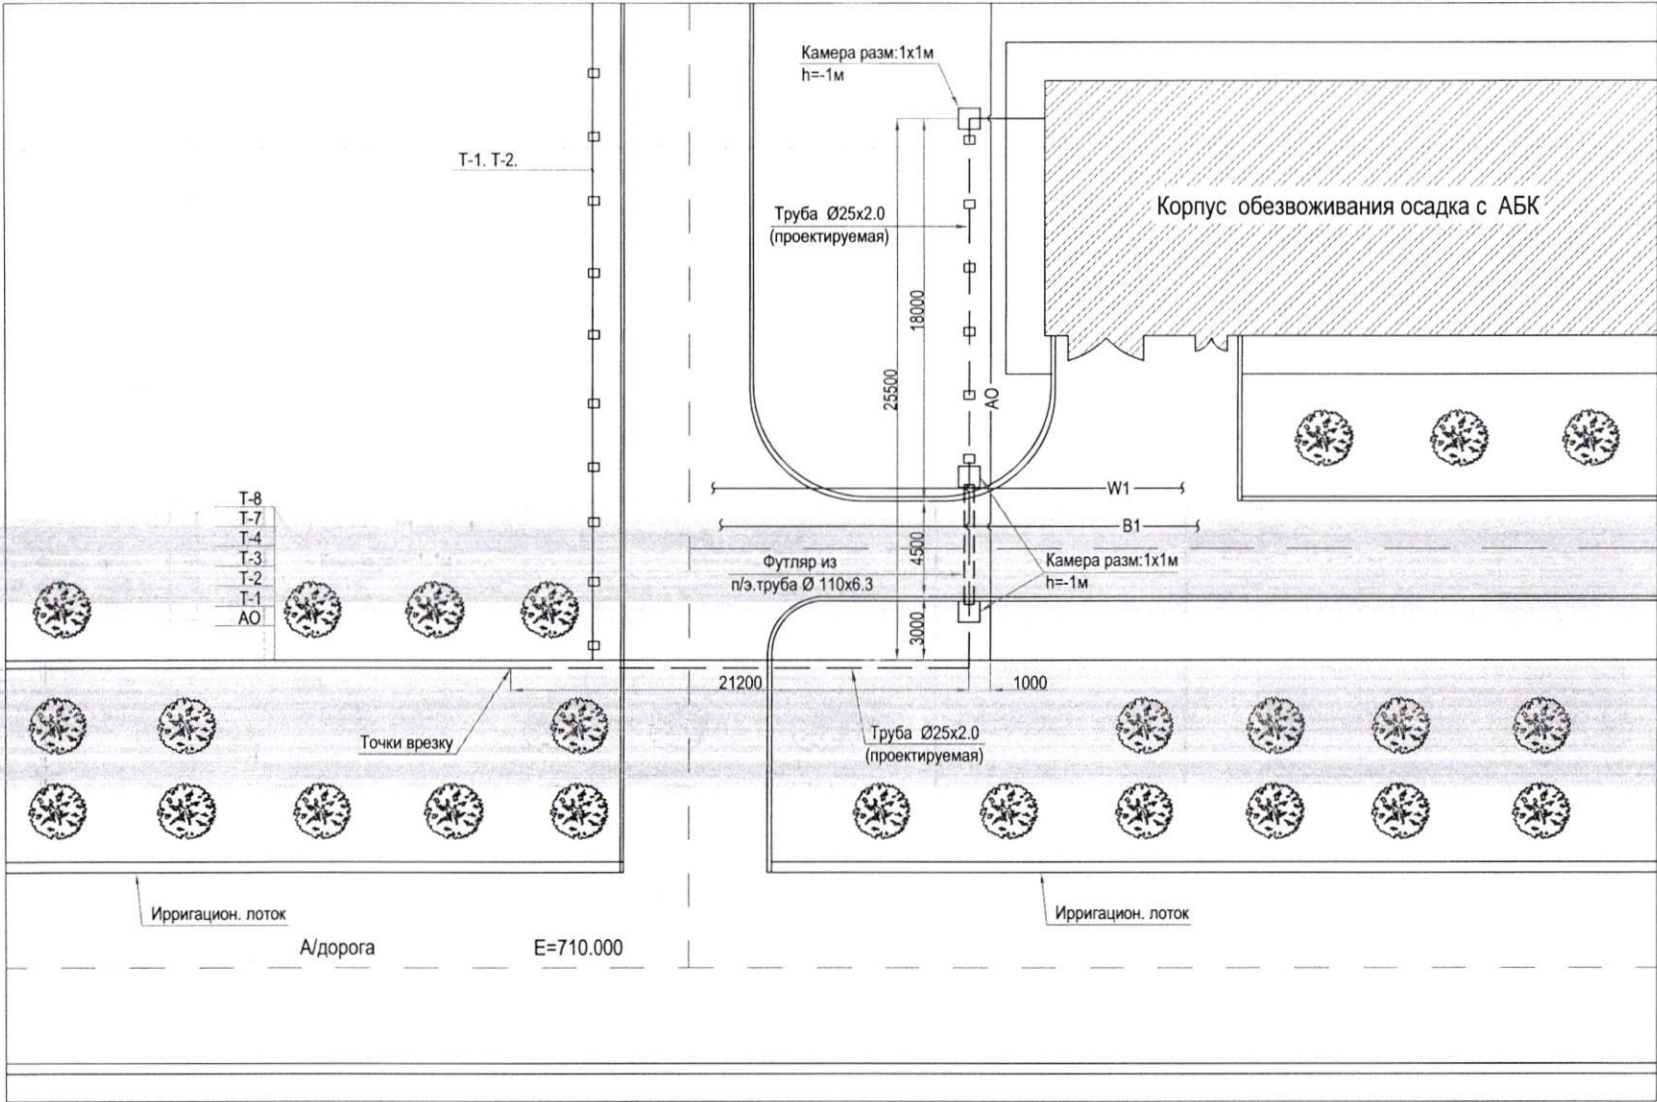 Камера разм:1х1м
h=-1м
Т-1. Т-2.
Труба Ø25х2.0
(проектируемая)
Корпус обезвоживания осадка с АБК
18000
25500
АО
W1
В1
Т-8
Т-7
Т-4
Т-3
Т-2
Т-1
АО
Футляр из
п/э.труба Ø 110х6.3
4500
Камера разм:1х1м
h=-1м
3000
21200
1000
Точки врезку
Труба Ø25х2.0
(проектируемая)
Ирригацион. лоток
Ирригацион. лоток
А/дорога
Е=710.000